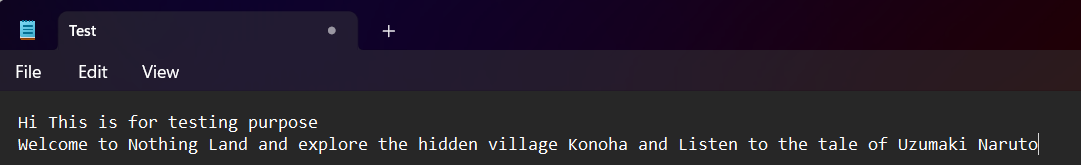 Test
File Edit View
Hi This is for testing purpose
Welcome to Nothing Land and explore the hidden village Konoha and Listen to the tale of Uzumaki Naruto